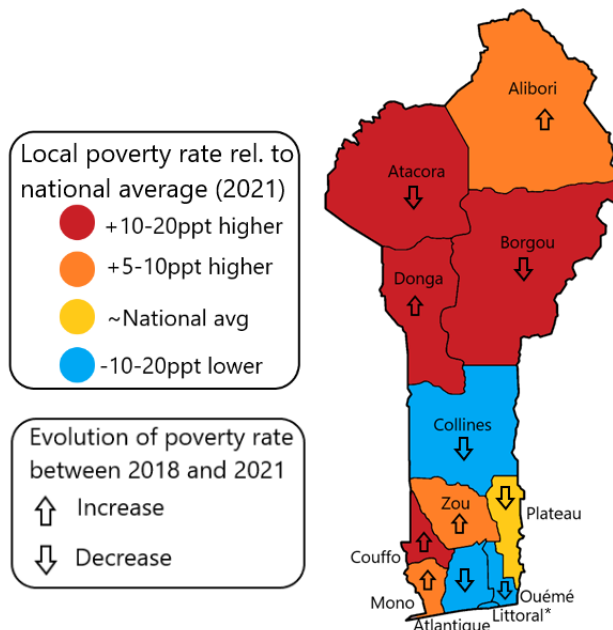 Local poverty rate rel. to
national average (2021)
+10-20ppt higher
+5-10ppt higher
~National avg
-10-20ppt lower
Evolution of poverty rate
between 2018 and 2021
Increase
Decrease
Alibori
Atacora
Borgou
Donga
Collines
Zou
Plateau
Couffo
Mono
Ouémé
Littoral*
Atlantique